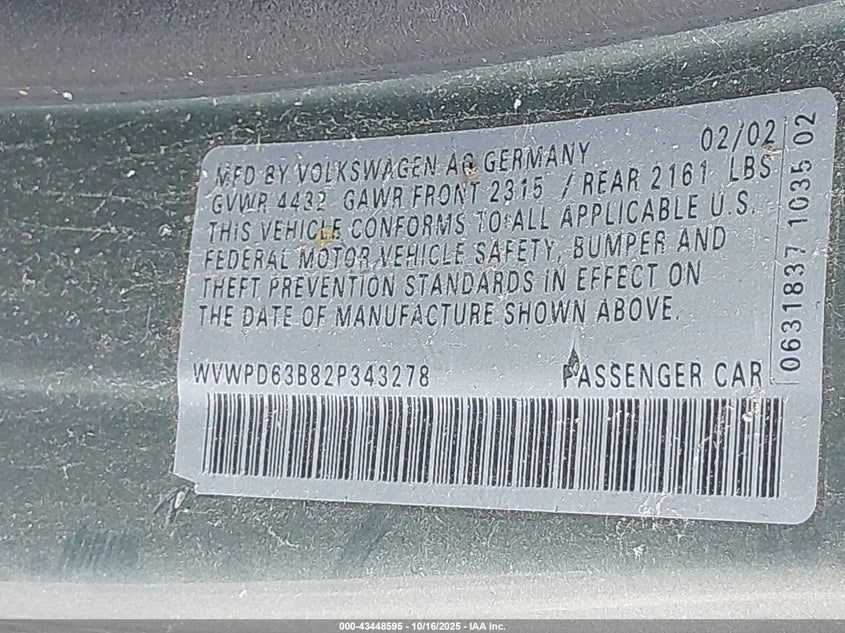 02/02
MFD BY VOLKSWAGEN AG GERMANY
GVWR 4432 GAWR FRONT 2315 / REAR 2161 LBS
THIS VEHICLE CONFORMS TO ALL APPLICABLE U.S.
FEDERAL MOTOR VEHICLE SAFETY, BUMPER AND
THEFT PREVENTION STANDARDS IN EFFECT ON
THE DATE OF MANUFACTURE SHOWN ABOVE.
WVWPD63B82P343278 PASSENGER CAR
0631837 1035 02
000-43448595 - 10/16/2025 - IAA Inc.